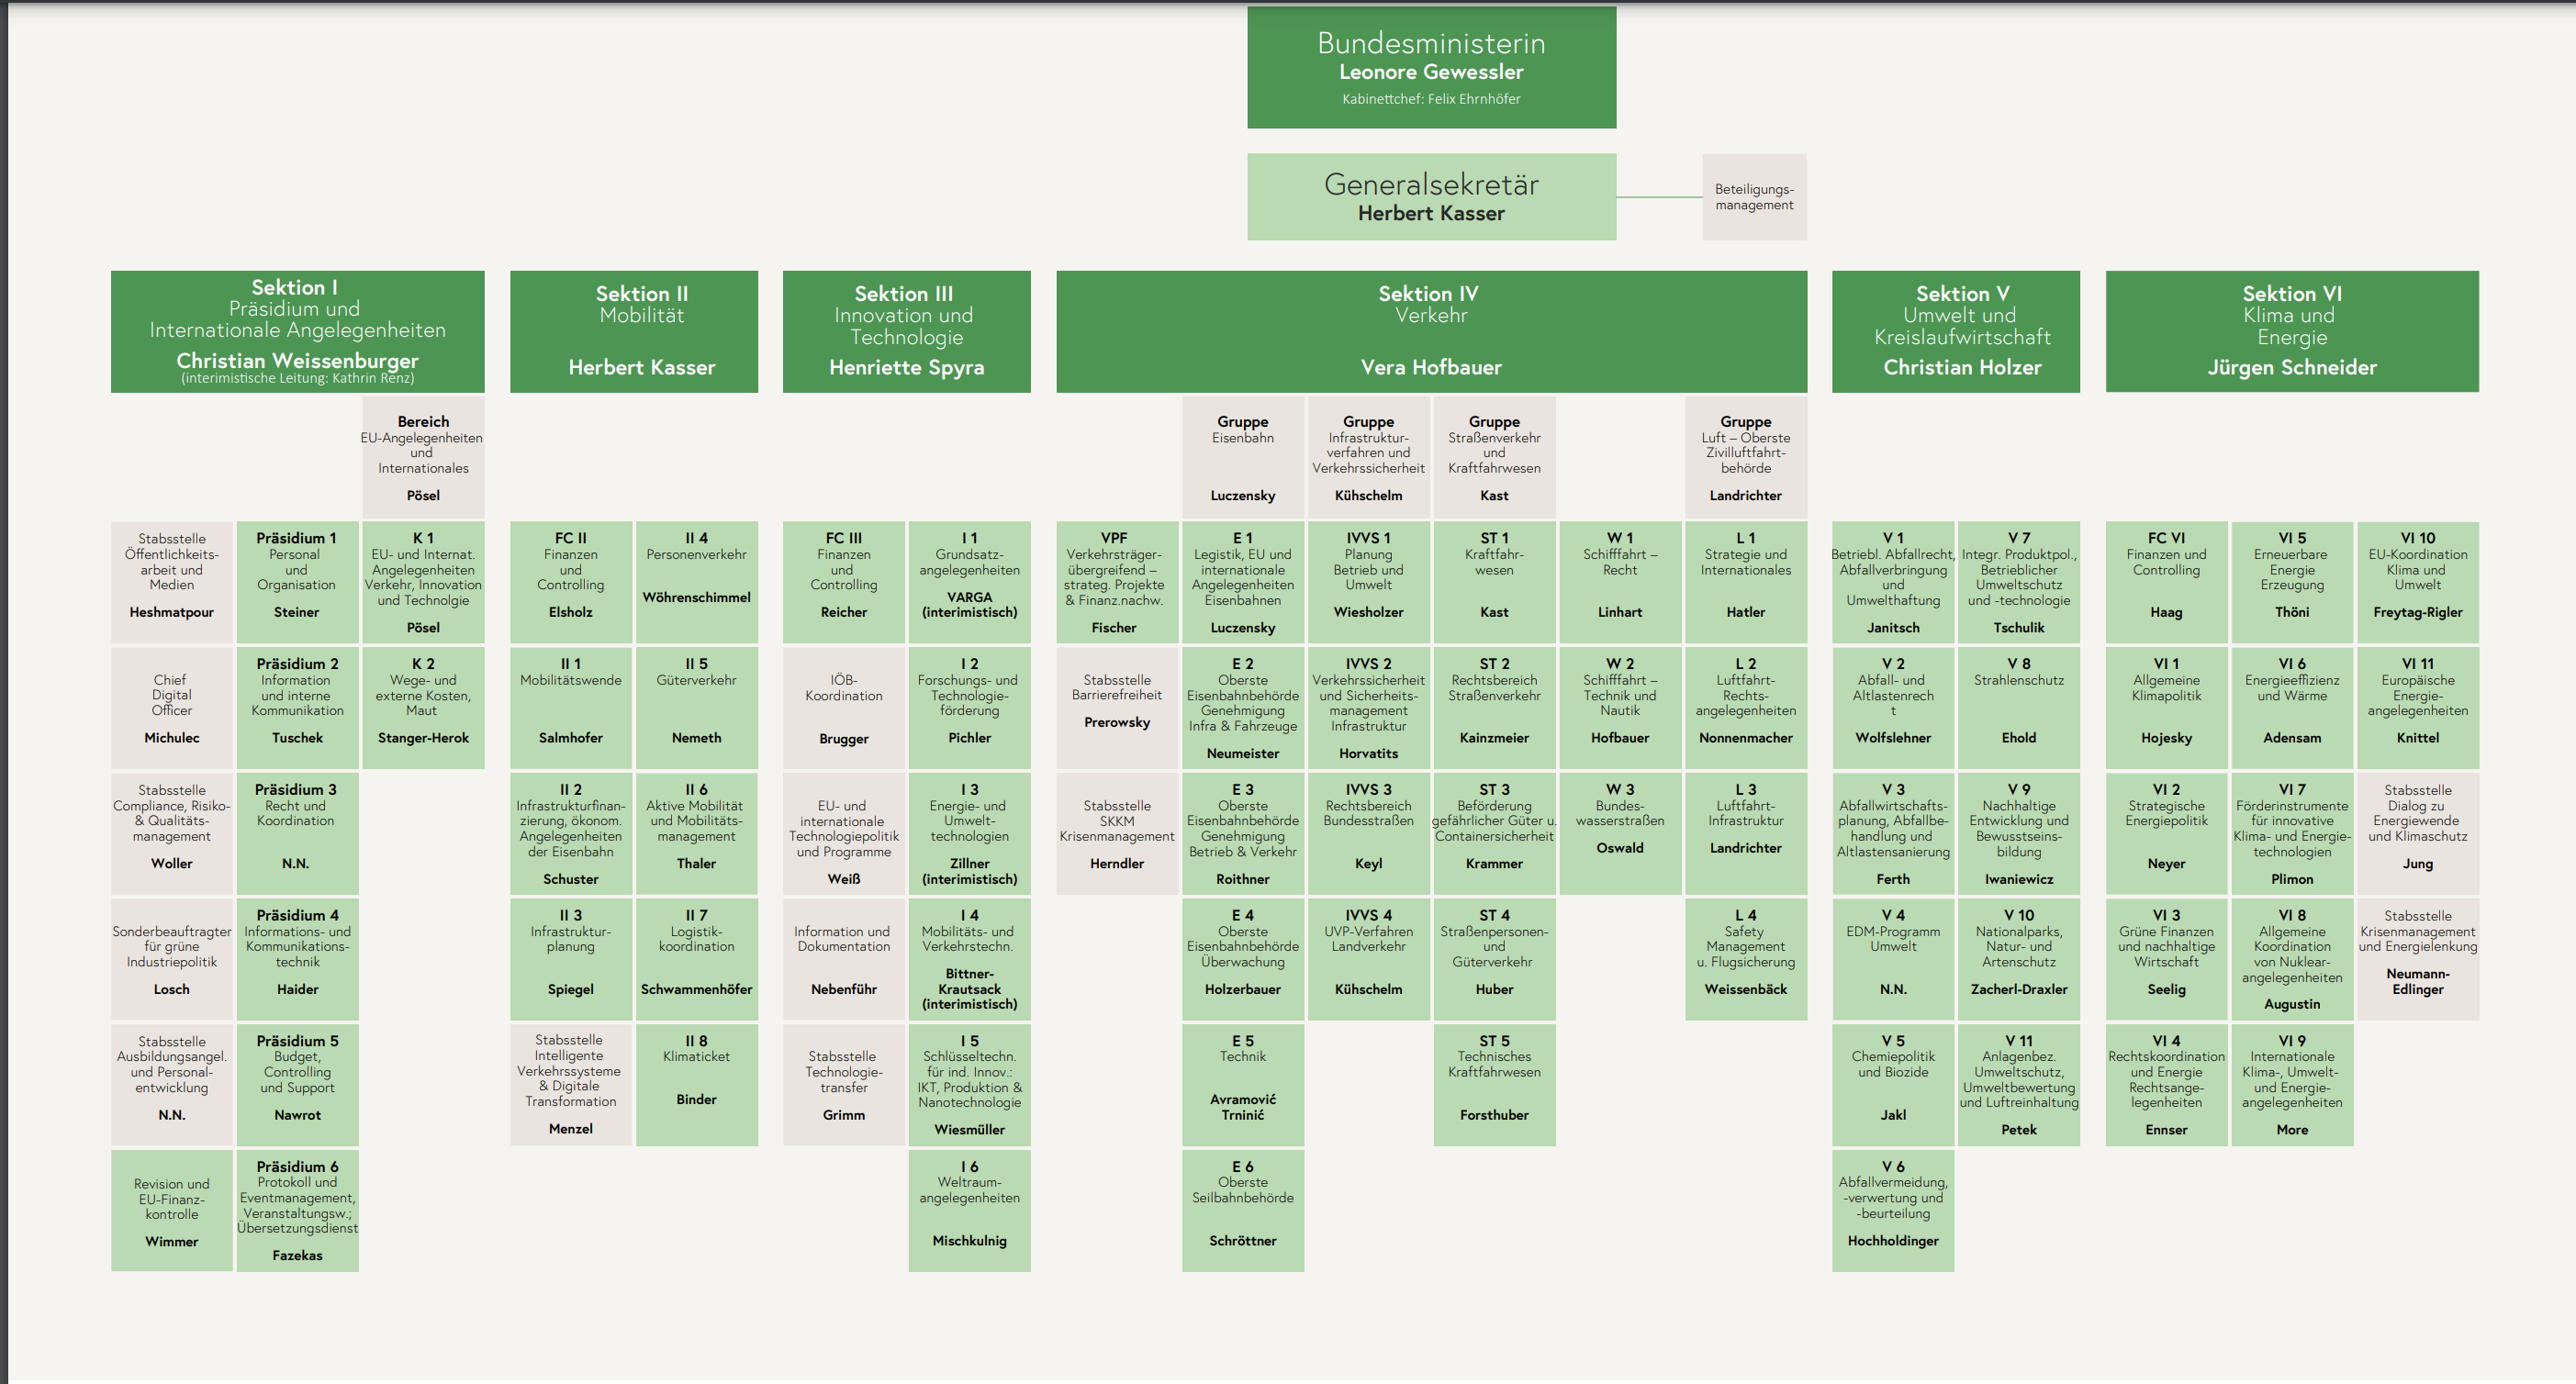 Bundesministerin
Leonore Gewessler
Kabinettchef: Felix Ehrnhöfer
Generalsekretär
Herbert Kasser
Beteiligungs-
management
Sektion I
Präsidium und
Internationale Angelegenheiten
Christian Weissenburger
(interimistische Leitung: Kathrin Renz)
Bereich
EU-Angelegenheiten
und
Internationales
Pösel
Stabsstelle
Öffentlichkeits-
arbeit und
Medien
Heshmatpour
Chief
Digital
Officer
Michulec
Stabsstelle
Compliance, Risiko-
& Qualitäts-
management
Woller
Sonderbeauftragter
für grüne
Industriepolitik
Losch
Stabsstelle
Ausbildungsangel.
und Personal-
entwicklung
N.N.
Revision und
EU-Finanz-
kontrolle
Wimmer
Präsidium 1
Personal
und
Organisation
Steiner
Präsidium 2
Information
und interne
Kommunikation
Tuschek
Präsidium 3
Recht und
Koordination
N.N.
Präsidium 4
Informations- und
Kommunikations-
technik
Haider
Präsidium 5
Budget,
Controlling
und Support
Nawrot
Präsidium 6
Protokoll und
Eventmanagement,
Veranstaltungsw.;
Übersetzungsdienst
Fazekas
K 1
EU- und Internat.
Angelegenheiten
Verkehr, Innovation
und Technolgie
Pösel
K 2
Wege- und
externe Kosten,
Maut
Stanger-Herok
Sektion II
Mobilität
Herbert Kasser
FC II
Finanzen
und
Controlling
Elsholz
II 1
Mobilitätswende
Salmhofer
II 2
Infrastrukturfinan-
zierung, ökonom.
Angelegenheiten
der Eisenbahn
Schuster
II 3
Infrastruktur-
planung
Spiegel
Stabsstelle
Intelligente
Verkehrssysteme
& Digitale
Transformation
Menzel
II 4
Personenverkehr
Wöhrenschimmel
II 5
Güterverkehr
Nemeth
II 6
Aktive Mobilität
und Mobilitäts-
management
Thaler
II 7
Logistik-
koordination
Schwammenhöfer
II 8
Klimaticket
Binder
Sektion III
Innovation und
Technologie
Henriette Spyra
FC III
Finanzen
und
Controlling
Reicher
IÖB-
Koordination
Brugger
EU- und
internationale
Technologiepolitik
und Programme
Weiß
Information und
Dokumentation
Nebenführ
Stabsstelle
Technologie-
transfer
Grimm
I 1
Grundsatz-
angelegenheiten
VARGA
(interimistisch)
I 2
Forschungs- und
Technologie-
förderung
Pichler
I 3
Energie- und
Umwelt-
technologien
Zillner
(interimistisch)
I 4
Mobilitäts- und
Verkehrstechn.
Bittner-
Krautsack
(interimistisch)
I 5
Schlüsseltechn.
für ind. Innov.:
IKT, Produktion &
Nanotechnologie
Wiesmüller
I 6
Weltraum-
angelegenheiten
Mischkulnig
Sektion IV
Verkehr
Vera Hofbauer
VPF
Verkehrsträger-
übergreifend –
strateg. Projekte
& Finanz.nachw.
Fischer
Stabsstelle
Barrierefreiheit
Prerowsky
Stabsstelle
SKKM
Krisenmanagement
Herndler
Gruppe
Eisenbahn
Luczensky
E 1
Legistik, EU und
internationale
Angelegenheiten
Eisenbahnen
Luczensky
E 2
Oberste
Eisenbahnbehörde
Genehmigung
Infra & Fahrzeuge
Neumeister
E 3
Oberste
Eisenbahnbehörde
Genehmigung
Betrieb & Verkehr
Roithner
E 4
Oberste
Eisenbahnbehörde
Überwachung
Holzerbauer
E 5
Technik
Avramović
Trninić
E 6
Oberste
Seilbahnbehörde
Schröttner
Gruppe
Infrastruktur-
verfahren und
Verkehrssicherheit
Kühschelm
IVVS 1
Planung
Betrieb und
Umwelt
Wiesholzer
IVVS 2
Verkehrssicherheit
und Sicherheits-
management
Infrastruktur
Horvatits
IVVS 3
Rechtsbereich
Bundesstraßen
Keyl
IVVS 4
UVP-Verfahren
Landverkehr
Kühschelm
Gruppe
Straßenverkehr
und
Kraftfahrwesen
Kast
ST 1
Kraftfahr-
wesen
Kast
ST 2
Rechtsbereich
Straßenverkehr
Kainzmeier
ST 3
Beförderung
gefährlicher Güter u.
Containersicherheit
Krammer
ST 4
Straßenpersonen-
und
Güterverkehr
Huber
ST 5
Technisches
Kraftfahrwesen
Forsthuber
W 1
Schifffahrt –
Recht
Linhart
W 2
Schifffahrt –
Technik und
Nautik
Hofbauer
W 3
Bundes-
wasserstraßen
Oswald
Gruppe
Luft – Oberste
Zivilluftfahrt-
behörde
Landrichter
L 1
Strategie und
Internationales
Hatler
L 2
Luftfahrt-
Rechts-
angelegenheiten
Nonnenmacher
L 3
Luftfahrt-
Infrastruktur
Landrichter
L 4
Safety
Management
u. Flugsicherung
Weissenbäck
Sektion V
Umwelt und
Kreislaufwirtschaft
Christian Holzer
V 1
Betriebl. Abfallrecht,
Abfallverbringung
und
Umwelthaftung
Janitsch
V 2
Abfall- und
Altlastenrech
t
Wolfslehner
V 3
Abfallwirtschafts-
planung, Abfallbe-
handlung und
Altlastensanierung
Ferth
V 4
EDM-Programm
Umwelt
N.N.
V 5
Chemiepolitik
und Biozide
Jakl
V 6
Abfallvermeidung,
-verwertung und
-beurteilung
Hochholdinger
V 7
Integr. Produktpol.,
Betrieblicher
Umweltschutz
und -technologie
Tschulik
V 8
Strahlenschutz
Ehold
V 9
Nachhaltige
Entwicklung und
Bewusstseins-
bildung
Iwaniewicz
V 10
Nationalparks,
Natur- und
Artenschutz
Zacherl-Draxler
V 11
Anlagenbez.
Umweltschutz,
Umweltbewertung
und Luftreinhaltung
Petek
Sektion VI
Klima und
Energie
Jürgen Schneider
FC VI
Finanzen und
Controlling
Haag
VI 1
Allgemeine
Klimapolitik
Hojesky
VI 2
Strategische
Energiepolitik
Neyer
VI 3
Grüne Finanzen
und nachhaltige
Wirtschaft
Seelig
VI 4
Rechtskoordination
und Energie
Rechtsange-
legenheiten
Ennser
VI 5
Erneuerbare
Energie
Erzeugung
Thöni
VI 6
Energieeffizienz
und Wärme
Adensam
VI 7
Förderinstrumente
für innovative
Klima- und Energie-
technologien
Plimon
VI 8
Allgemeine
Koordination
von Nuklear-
angelegenheiten
Augustin
VI 9
Internationale
Klima-, Umwelt-
und Energie-
angelegenheiten
More
VI 10
EU-Koordination
Klima und
Umwelt
Freytag-Rigler
VI 11
Europäische
Energie-
angelegenheiten
Knittel
Stabsstelle
Dialog zu
Energiewende
und Klimaschutz
Jung
Stabsstelle
Krisenmanagement
und Energielenkung
Neumann-
Edlinger